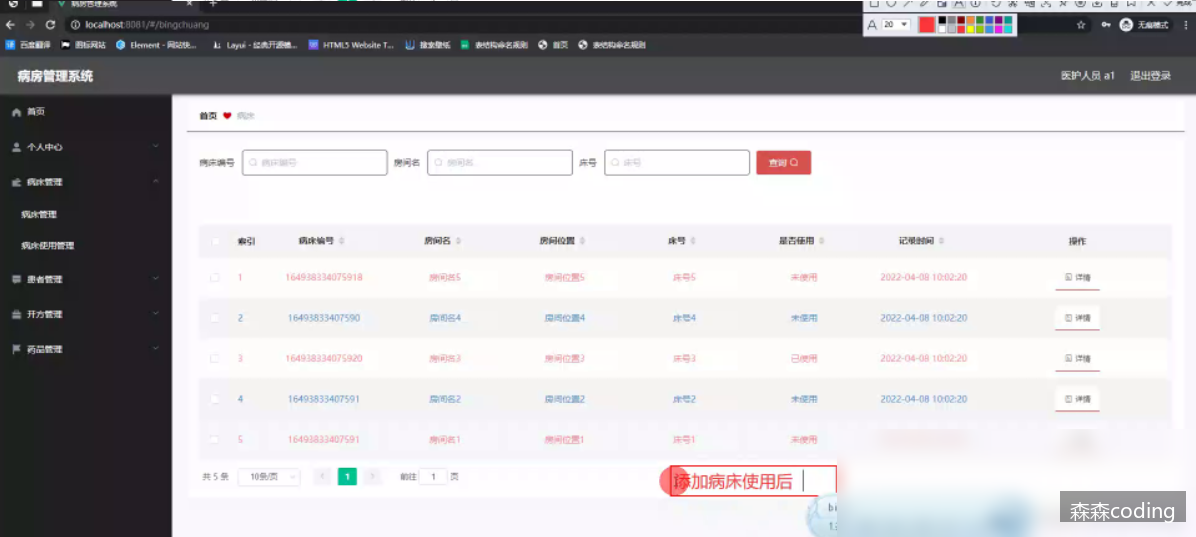 病房管理系统
localhost:8081/#/bingchuang
A 20
无痕模式
百度翻译 图标网站 Element - 网站快... Layui - 经典开源模... HTML5 Website T... 搜索壁纸 表结构命名规则 首页 表结构命名规则
病房管理系统
医护人员 a1 退出登录
首页
个人中心
病床管理
病床管理
病床使用管理
患者管理
开方管理
药品管理
首页 病床
病床编号 病床编号 房间名 房间名 床号 床号 查询
索引 病床编号 房间名 房间位置 床号 是否使用 记录时间 操作
1 164938334075918 房间名5 房间位置5 床号5 未使用 2022-04-08 10:02:20 详情
2 16493833407590 房间名4 房间位置4 床号4 未使用 2022-04-08 10:02:20 详情
3 164938334075920 房间名3 房间位置3 床号3 已使用 2022-04-08 10:02:20 详情
4 16493833407591 房间名2 房间位置2 床号2 未使用 2022-04-08 10:02:20 详情
5 16493833407591 房间名1 房间位置1 床号1 未使用
共 5 条 10条/页 1 前往 1 页
添加病床使用后
森森coding